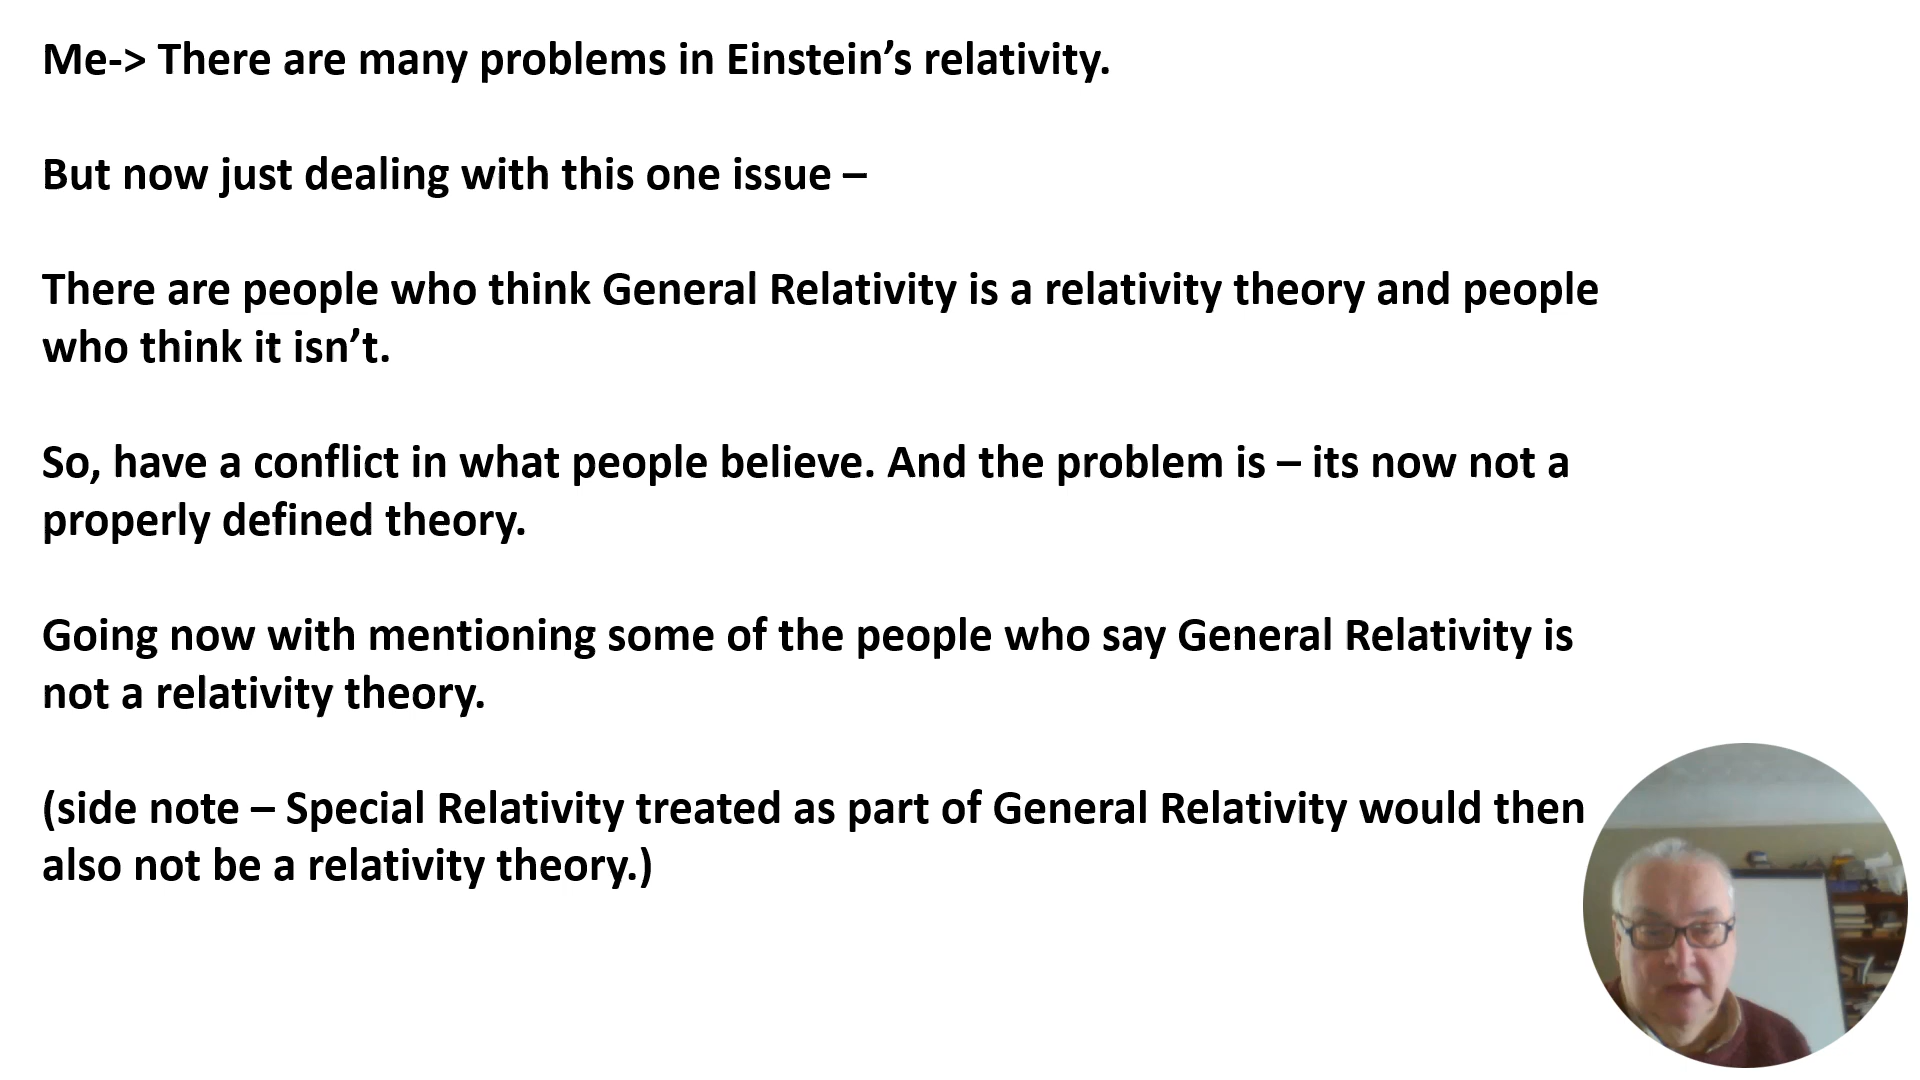 Me-> There are many problems in Einstein’s relativity.
But now just dealing with this one issue –
There are people who think General Relativity is a relativity theory and people
who think it isn’t.
So, have a conflict in what people believe. And the problem is – its now not a
properly defined theory.
Going now with mentioning some of the people who say General Relativity is
not a relativity theory.
(side note – Special Relativity treated as part of General Relativity would then
also not be a relativity theory.)